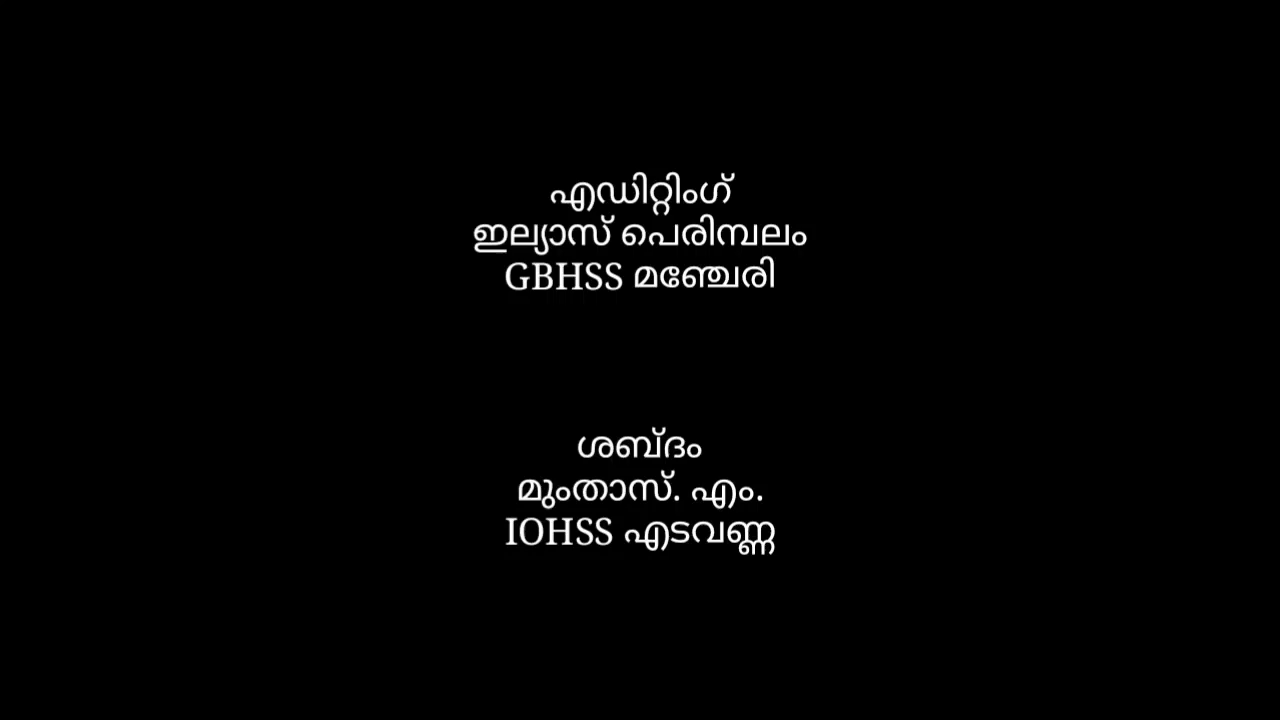 എഡിറ്റിംഗ്
ഇല്യാസ് പെരിമ്പലം
GBHSS മഞ്ചേരി
ശബ്ദം
മുംതാസ്. എം.
IOHSS എടവണ്ണ